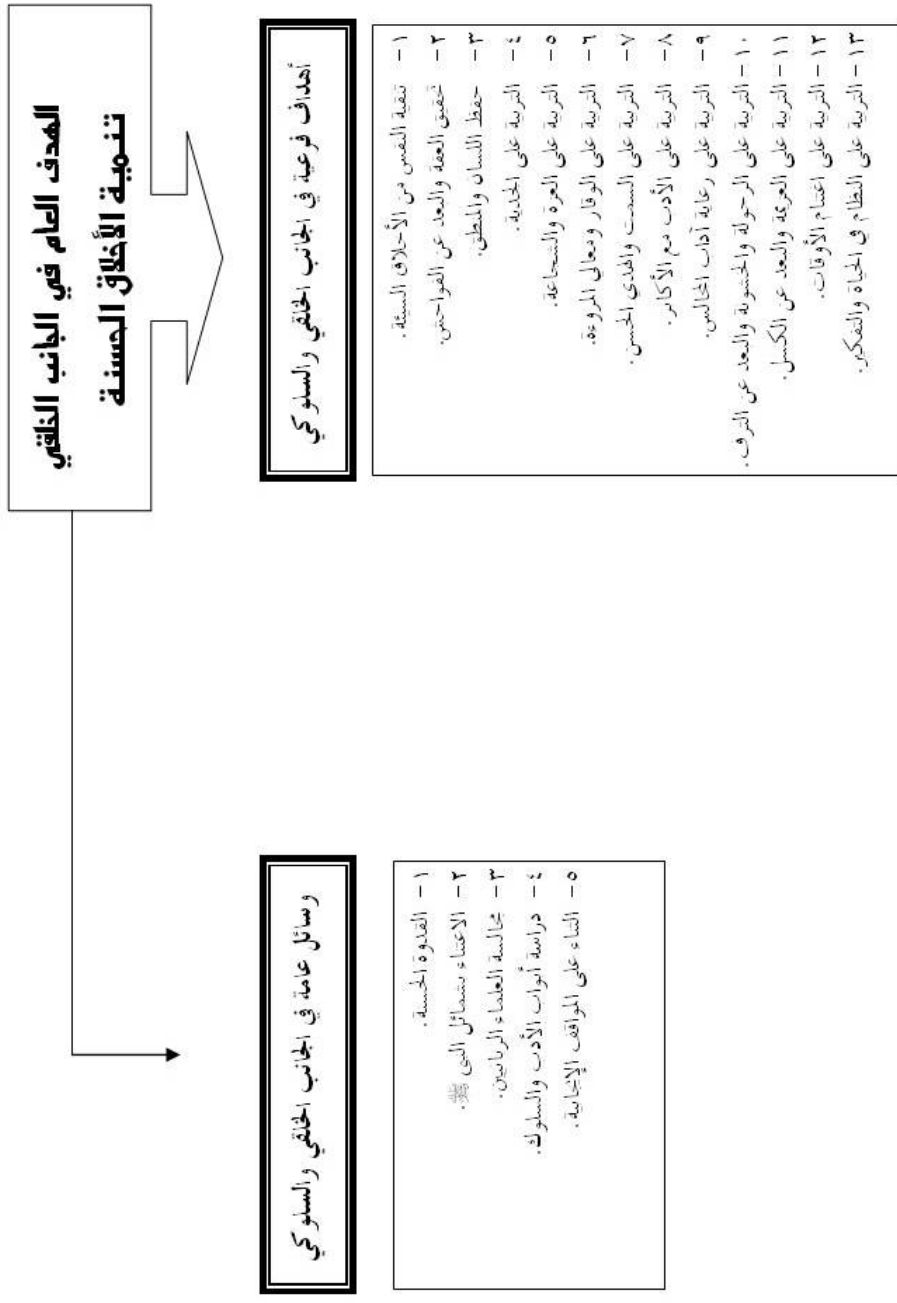 الهدف العام في الجانب الخلقي
تنمية الأخلاق الحسنة
أهداف فرعية في الجانب الخلقي والسلوكي
١ - تنقية النفس من الأخلاق السيئة.
٢ - تحقيق العفة والبعد عن الفواحش.
٣ - حفظ اللسان والمنطق.
٤ - التربية على الجدية.
٥ - التربية على العزة والشجاعة.
٦ - التربية على الوقار ومعالي المروءة.
٧ - التربية على السمت والهدي الحسن.
٨ - التربية على الأدب مع الأكابر.
٩ - التربية على رعاية آداب المجالس.
١٠ - التربية على الرجولة والخشونة والبعد عن الترف.
١١ - التربية على العزيمة والبعد عن الكسل.
١٢ - التربية على اغتنام الأوقات.
١٣ - التربية على النظام في الحياة والتفكير.
وسائل عامة في الجانب الخلقي والسلوكي
١ - القدوة الحسنة.
٢ - الاعتناء بشمائل النبي ﷺ.
٣ - مجالسة العلماء الربانيين.
٤ - دراسة أبواب الأدب والسلوك.
٥ - الثناء على المواقف الإيجابية.